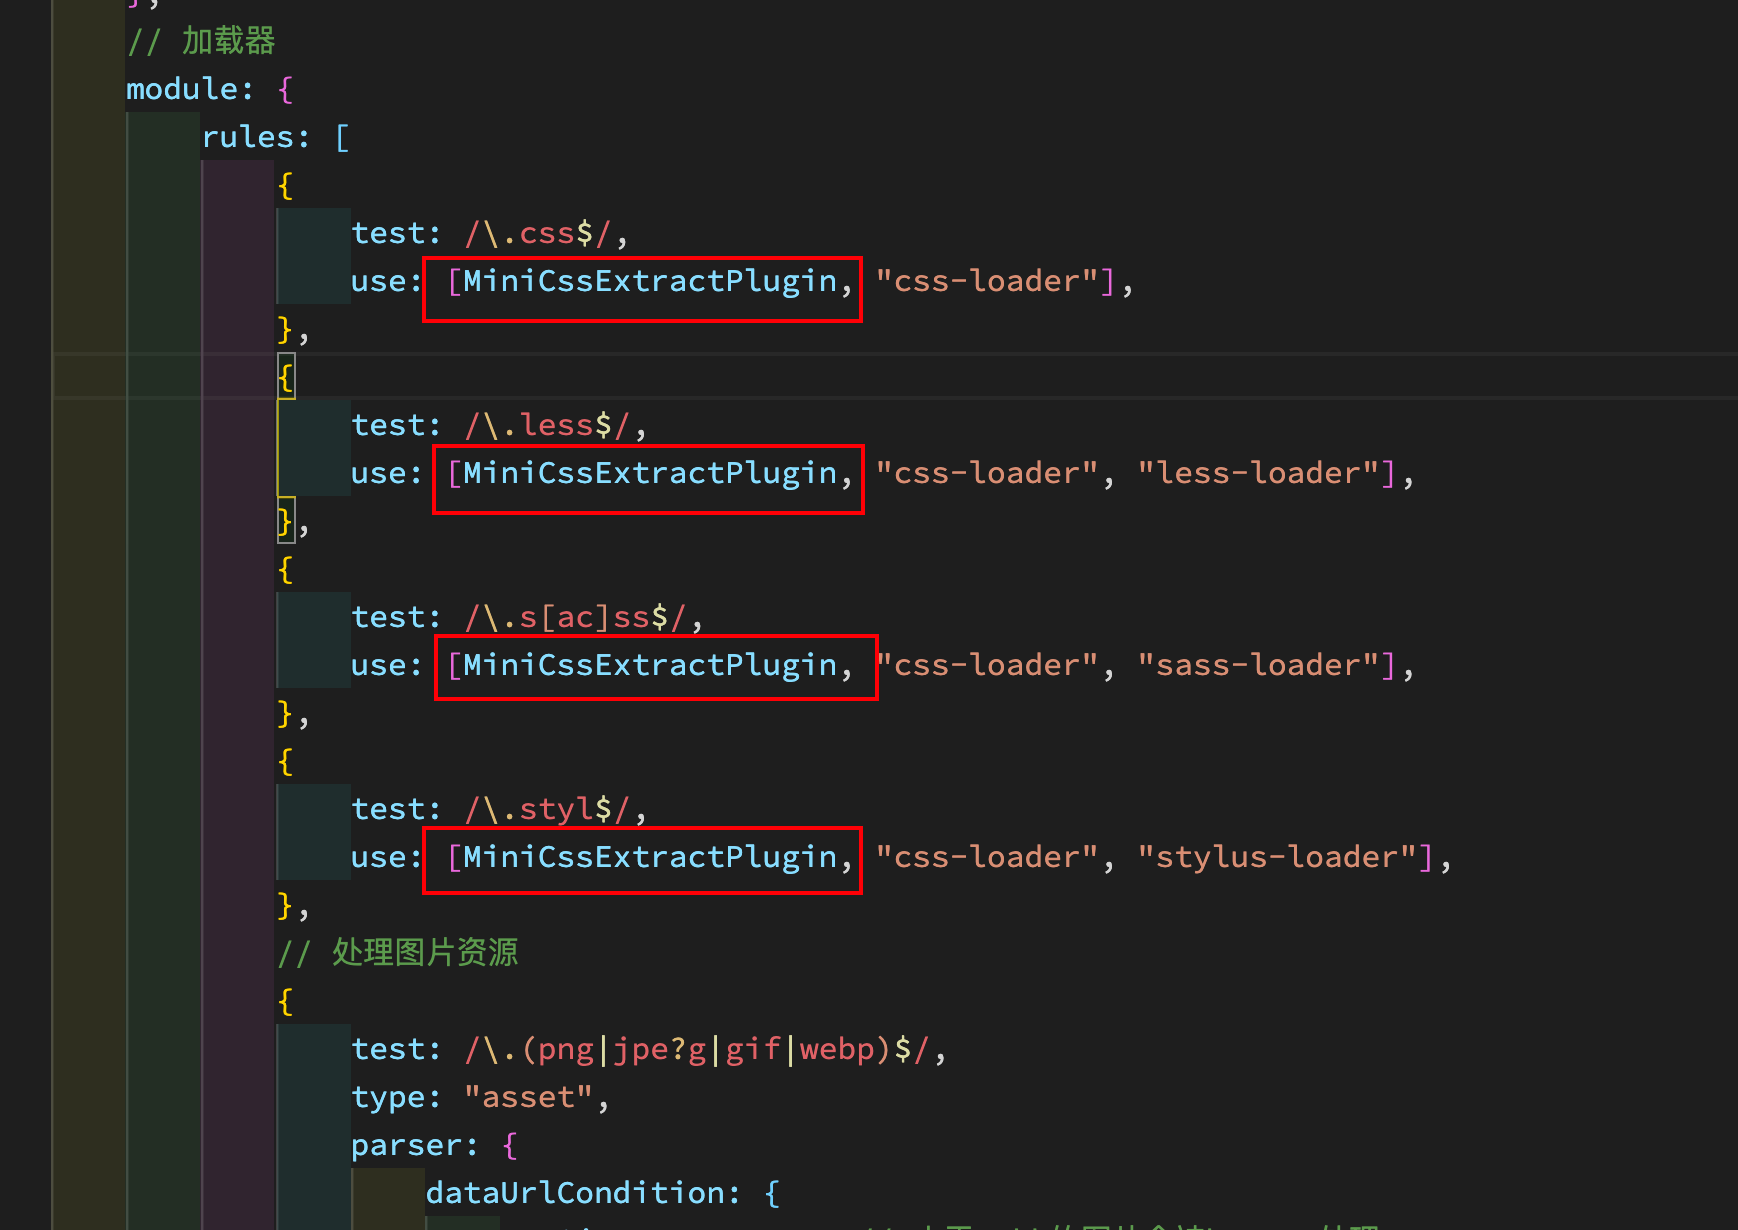 // 加载器
module: {
rules: [
{
test: /\.css$/,
use: [MiniCssExtractPlugin, "css-loader"],
},
{
test: /\.less$/,
use: [MiniCssExtractPlugin, "css-loader", "less-loader"],
},
{
test: /\.s[ac]ss$/,
use: [MiniCssExtractPlugin, "css-loader", "sass-loader"],
},
{
test: /\.styl$/,
use: [MiniCssExtractPlugin, "css-loader", "stylus-loader"],
},
// 处理图片资源
{
test: /\.(png|jpe?g|gif|webp)$/,
type: "asset",
parser: {
dataUrlCondition: {